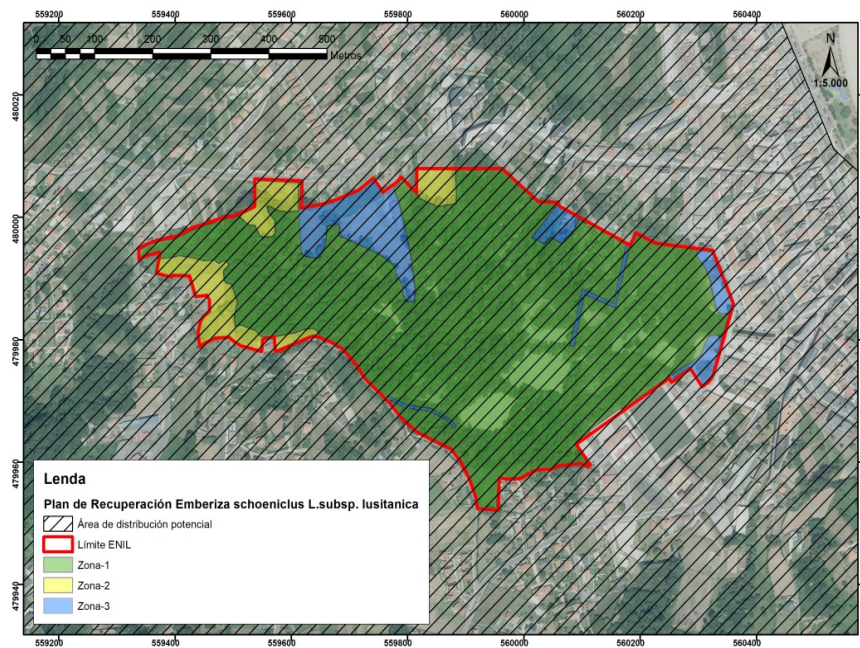 559200 559400 559600 559800 560000 560200 560400
0 50 100 200 300 400 500
Metros
N
1:5.000
480020
480000
479980
479960
479940
Lenda
Plan de Recuperación Emberiza schoeniclus L.subsp. lusitanica
Área de distribución potencial
Límite ENIL
Zona-1
Zona-2
Zona-3
559200 559400 559600 559800 560000 560200 560400